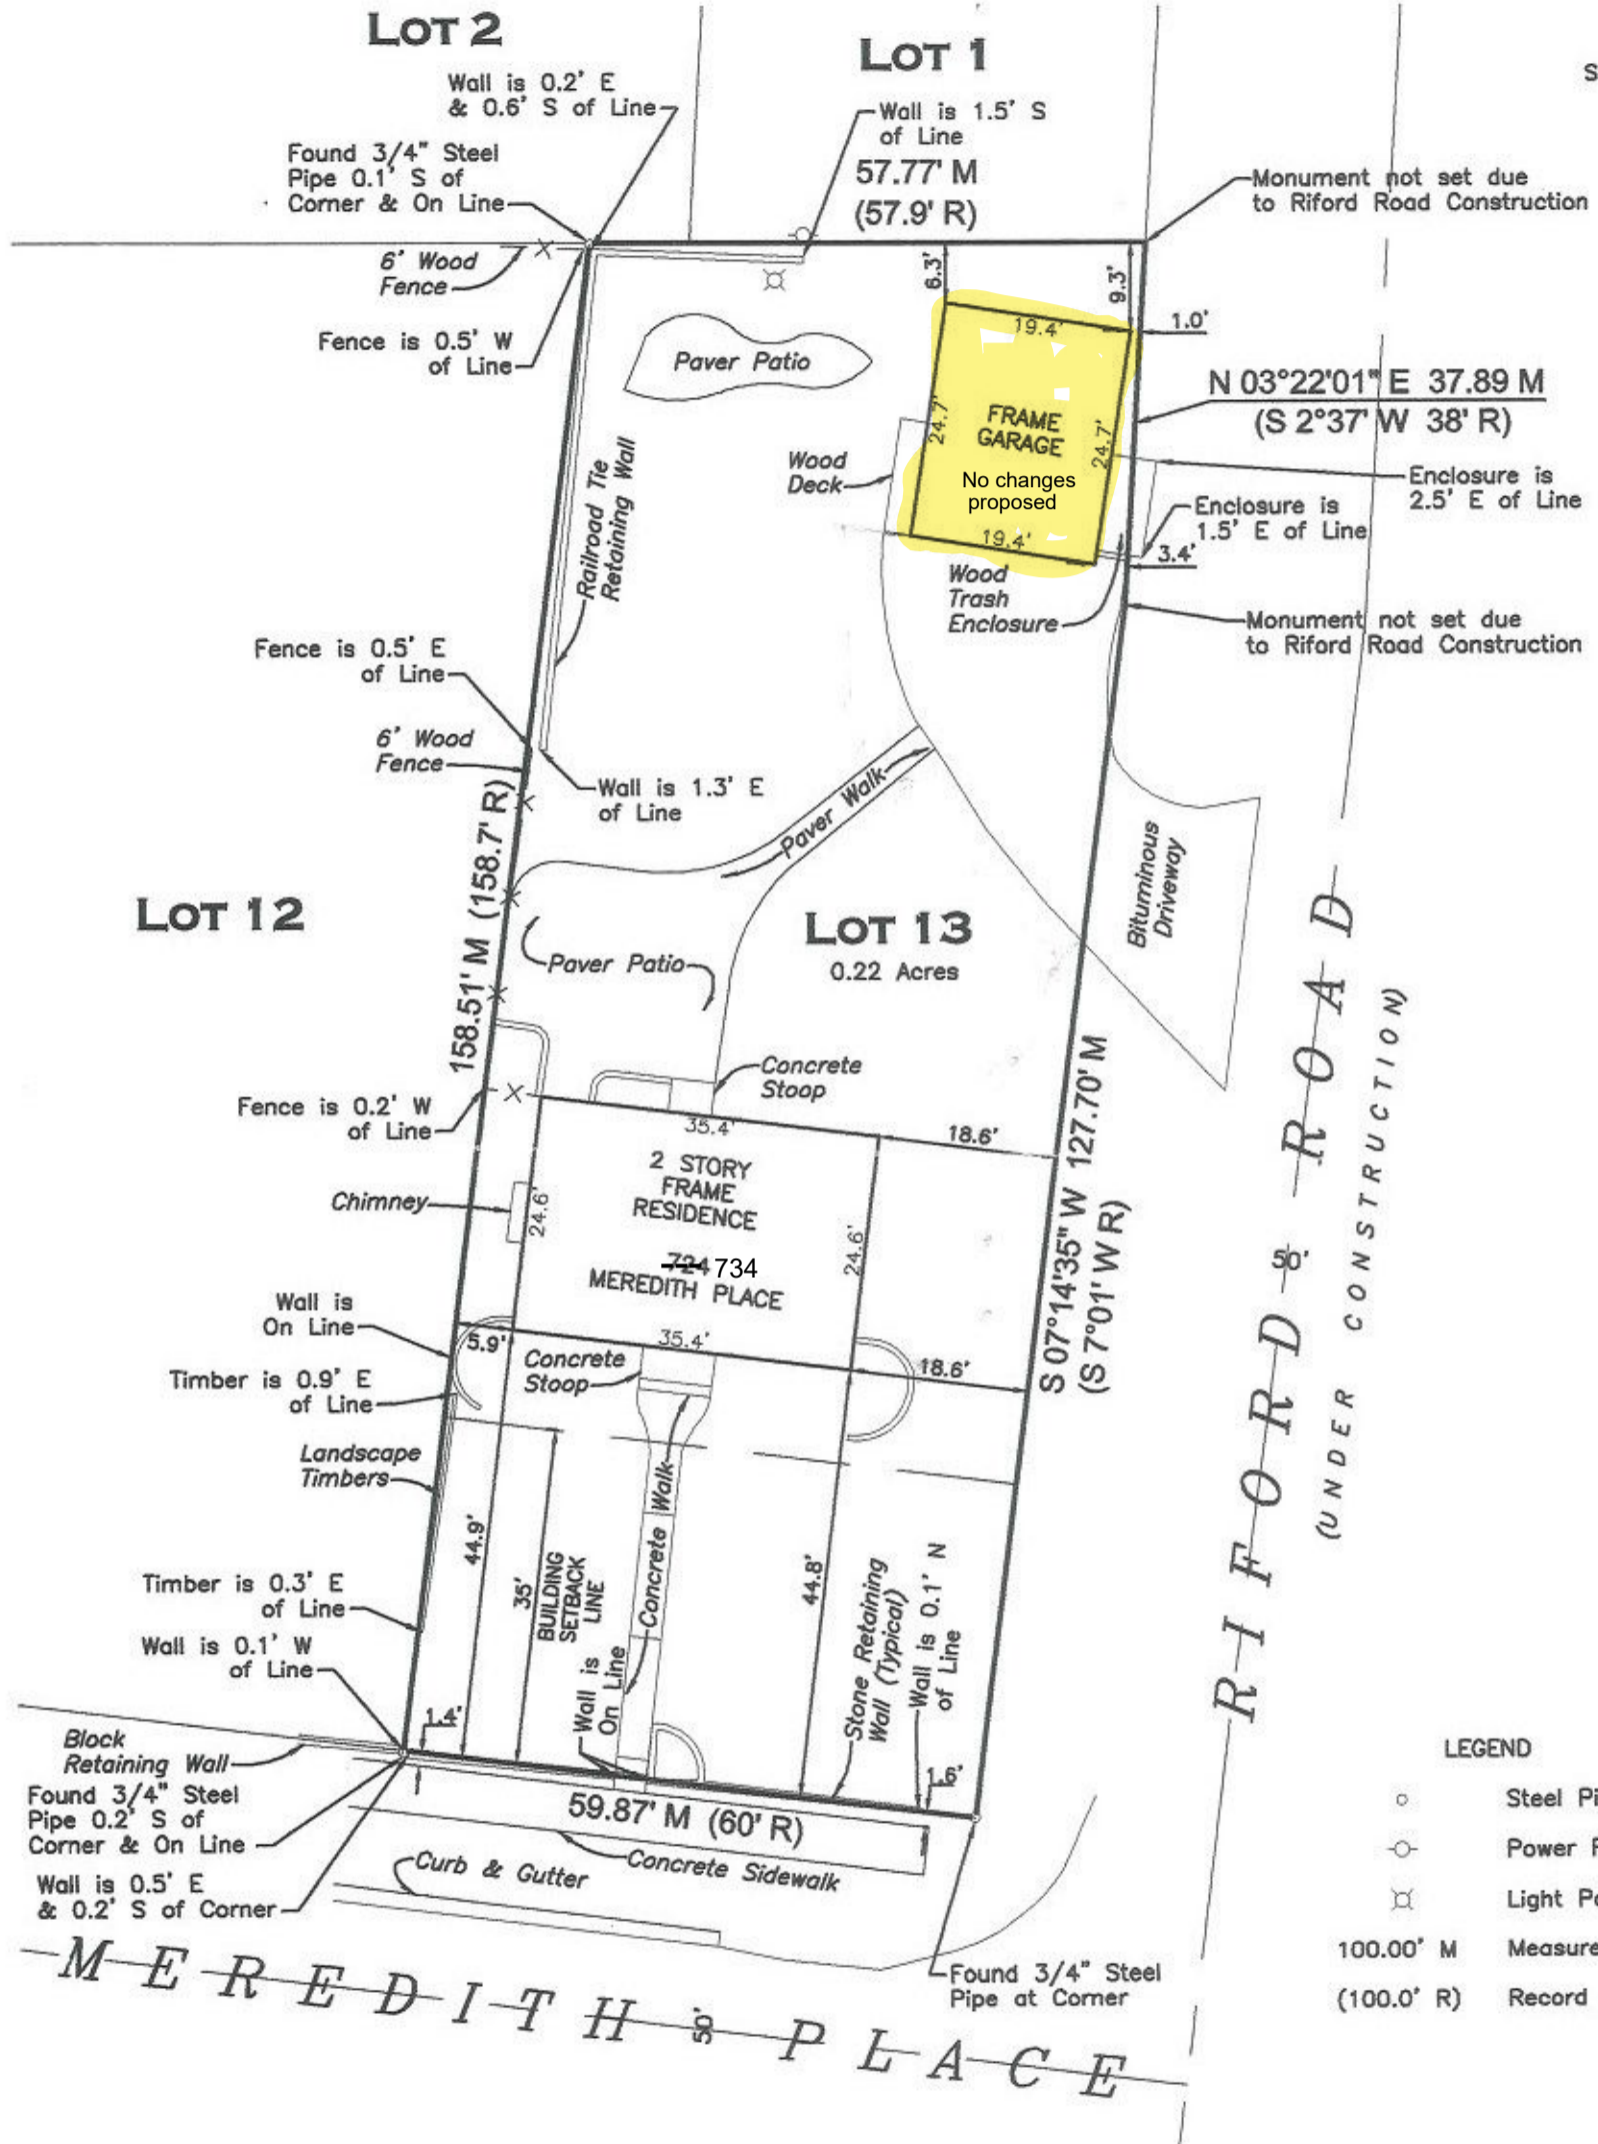 LOT 2
LOT 1
S
Wall is 0.2' E
& 0.6' S of Line
Wall is 1.5' S
of Line
57.77' M
(57.9' R)
Found 3/4" Steel
Pipe 0.1' S of
Corner & On Line
Monument not set due
to Riford Road Construction
6' Wood
Fence
6.3'
9.3'
Fence is 0.5' W
of Line
Paver Patio
19.4'
1.0'
N 03°22'01" E 37.89 M
(S 2°37' W 38' R)
24.7'
FRAME
GARAGE
24.7'
No changes
proposed
Wood
Deck
Railroad Tie
Retaining Wall
Enclosure is
2.5' E of Line
Enclosure is
1.5' E of Line
19.4'
3.4'
Wood
Trash
Enclosure
Monument not set due
to Riford Road Construction
Fence is 0.5' E
of Line
6' Wood
Fence
Wall is 1.3' E
of Line
Paver Walk
158.51' M (158.7' R)
Bituminous
Driveway
LOT 12
LOT 13
0.22 Acres
Paver Patio
Concrete
Stoop
Fence is 0.2' W
of Line
35.4'
18.6'
2 STORY
FRAME
RESIDENCE
Chimney
24.6'
24.6'
724 734
MEREDITH PLACE
S 07°14'35" W 127.70' M
(S 7°01' W R)
RIFORD ROAD
50'
(UNDER CONSTRUCTION)
Wall is
On Line
5.9'
35.4'
18.6'
Concrete
Stoop
Timber is 0.9' E
of Line
Landscape
Timbers
44.9'
35'
BUILDING
SETBACK
LINE
Concrete Walk
44.8'
Stone Retaining
Wall (Typical)
Wall is 0.1' N
of Line
Timber is 0.3' E
of Line
Wall is 0.1' W
of Line
Wall is
On Line
1.4'
1.6'
Block
Retaining Wall
Found 3/4" Steel
Pipe 0.2' S of
Corner & On Line
59.87' M (60' R)
Wall is 0.5' E
& 0.2' S of Corner
Curb & Gutter
Concrete Sidewalk
Found 3/4" Steel
Pipe at Corner
MEREDITH PLACE
50'
LEGEND
Steel Pi
Power P
Light Po
100.00' M Measure
(100.0' R) Record